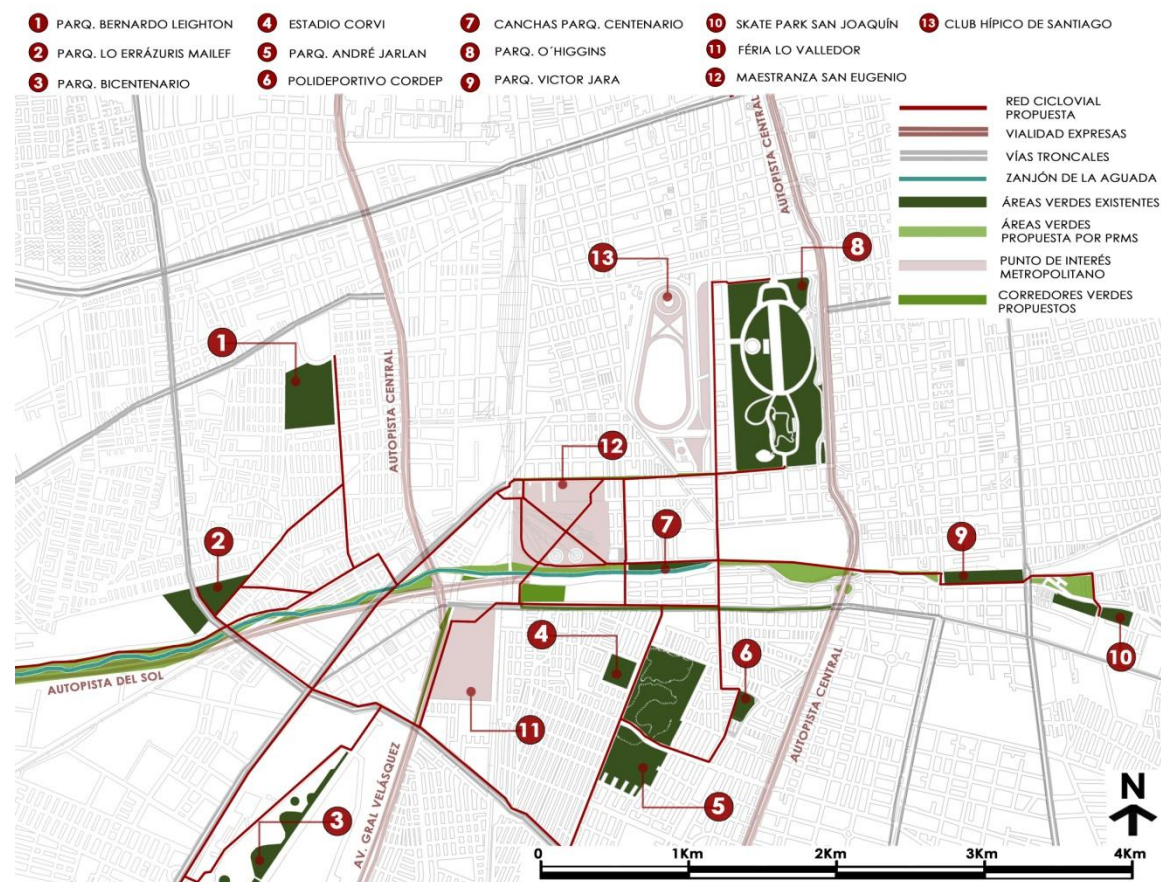 1 PARQ. BERNARDO LEIGHTON
2 PARQ. LO ERRÁZURIS MAILEF
3 PARQ. BICENTENARIO
4 ESTADIO CORVI
5 PARQ. ANDRÉ JARLAN
6 POLIDEPORTIVO CORDEP
7 CANCHAS PARQ. CENTENARIO
8 PARQ. O´HIGGINS
9 PARQ. VICTOR JARA
10 SKATE PARK SAN JOAQUÍN
11 FÉRIA LO VALLEDOR
12 MAESTRANZA SAN EUGENIO
13 CLUB HÍPICO DE SANTIAGO
RED CICLOVIAL
PROPUESTA
VIALIDAD EXPRESAS
VÍAS TRONCALES
ZANJÓN DE LA AGUADA
ÁREAS VERDES EXISTENTES
ÁREAS VERDES
PROPUESTA POR PRMS
PUNTO DE INTERÉS
METROPOLITANO
CORREDORES VERDES
PROPUESTOS
AUTOPISTA CENTRAL
8
13
1
AUTOPISTA CENTRAL
12
7
9
2
4
6
10
AUTOPISTA DEL SOL
11
AUTOPISTA CENTRAL
5
3
AV. GRAL VELÁSQUEZ
N
0
1Km
2Km
3Km
4Km